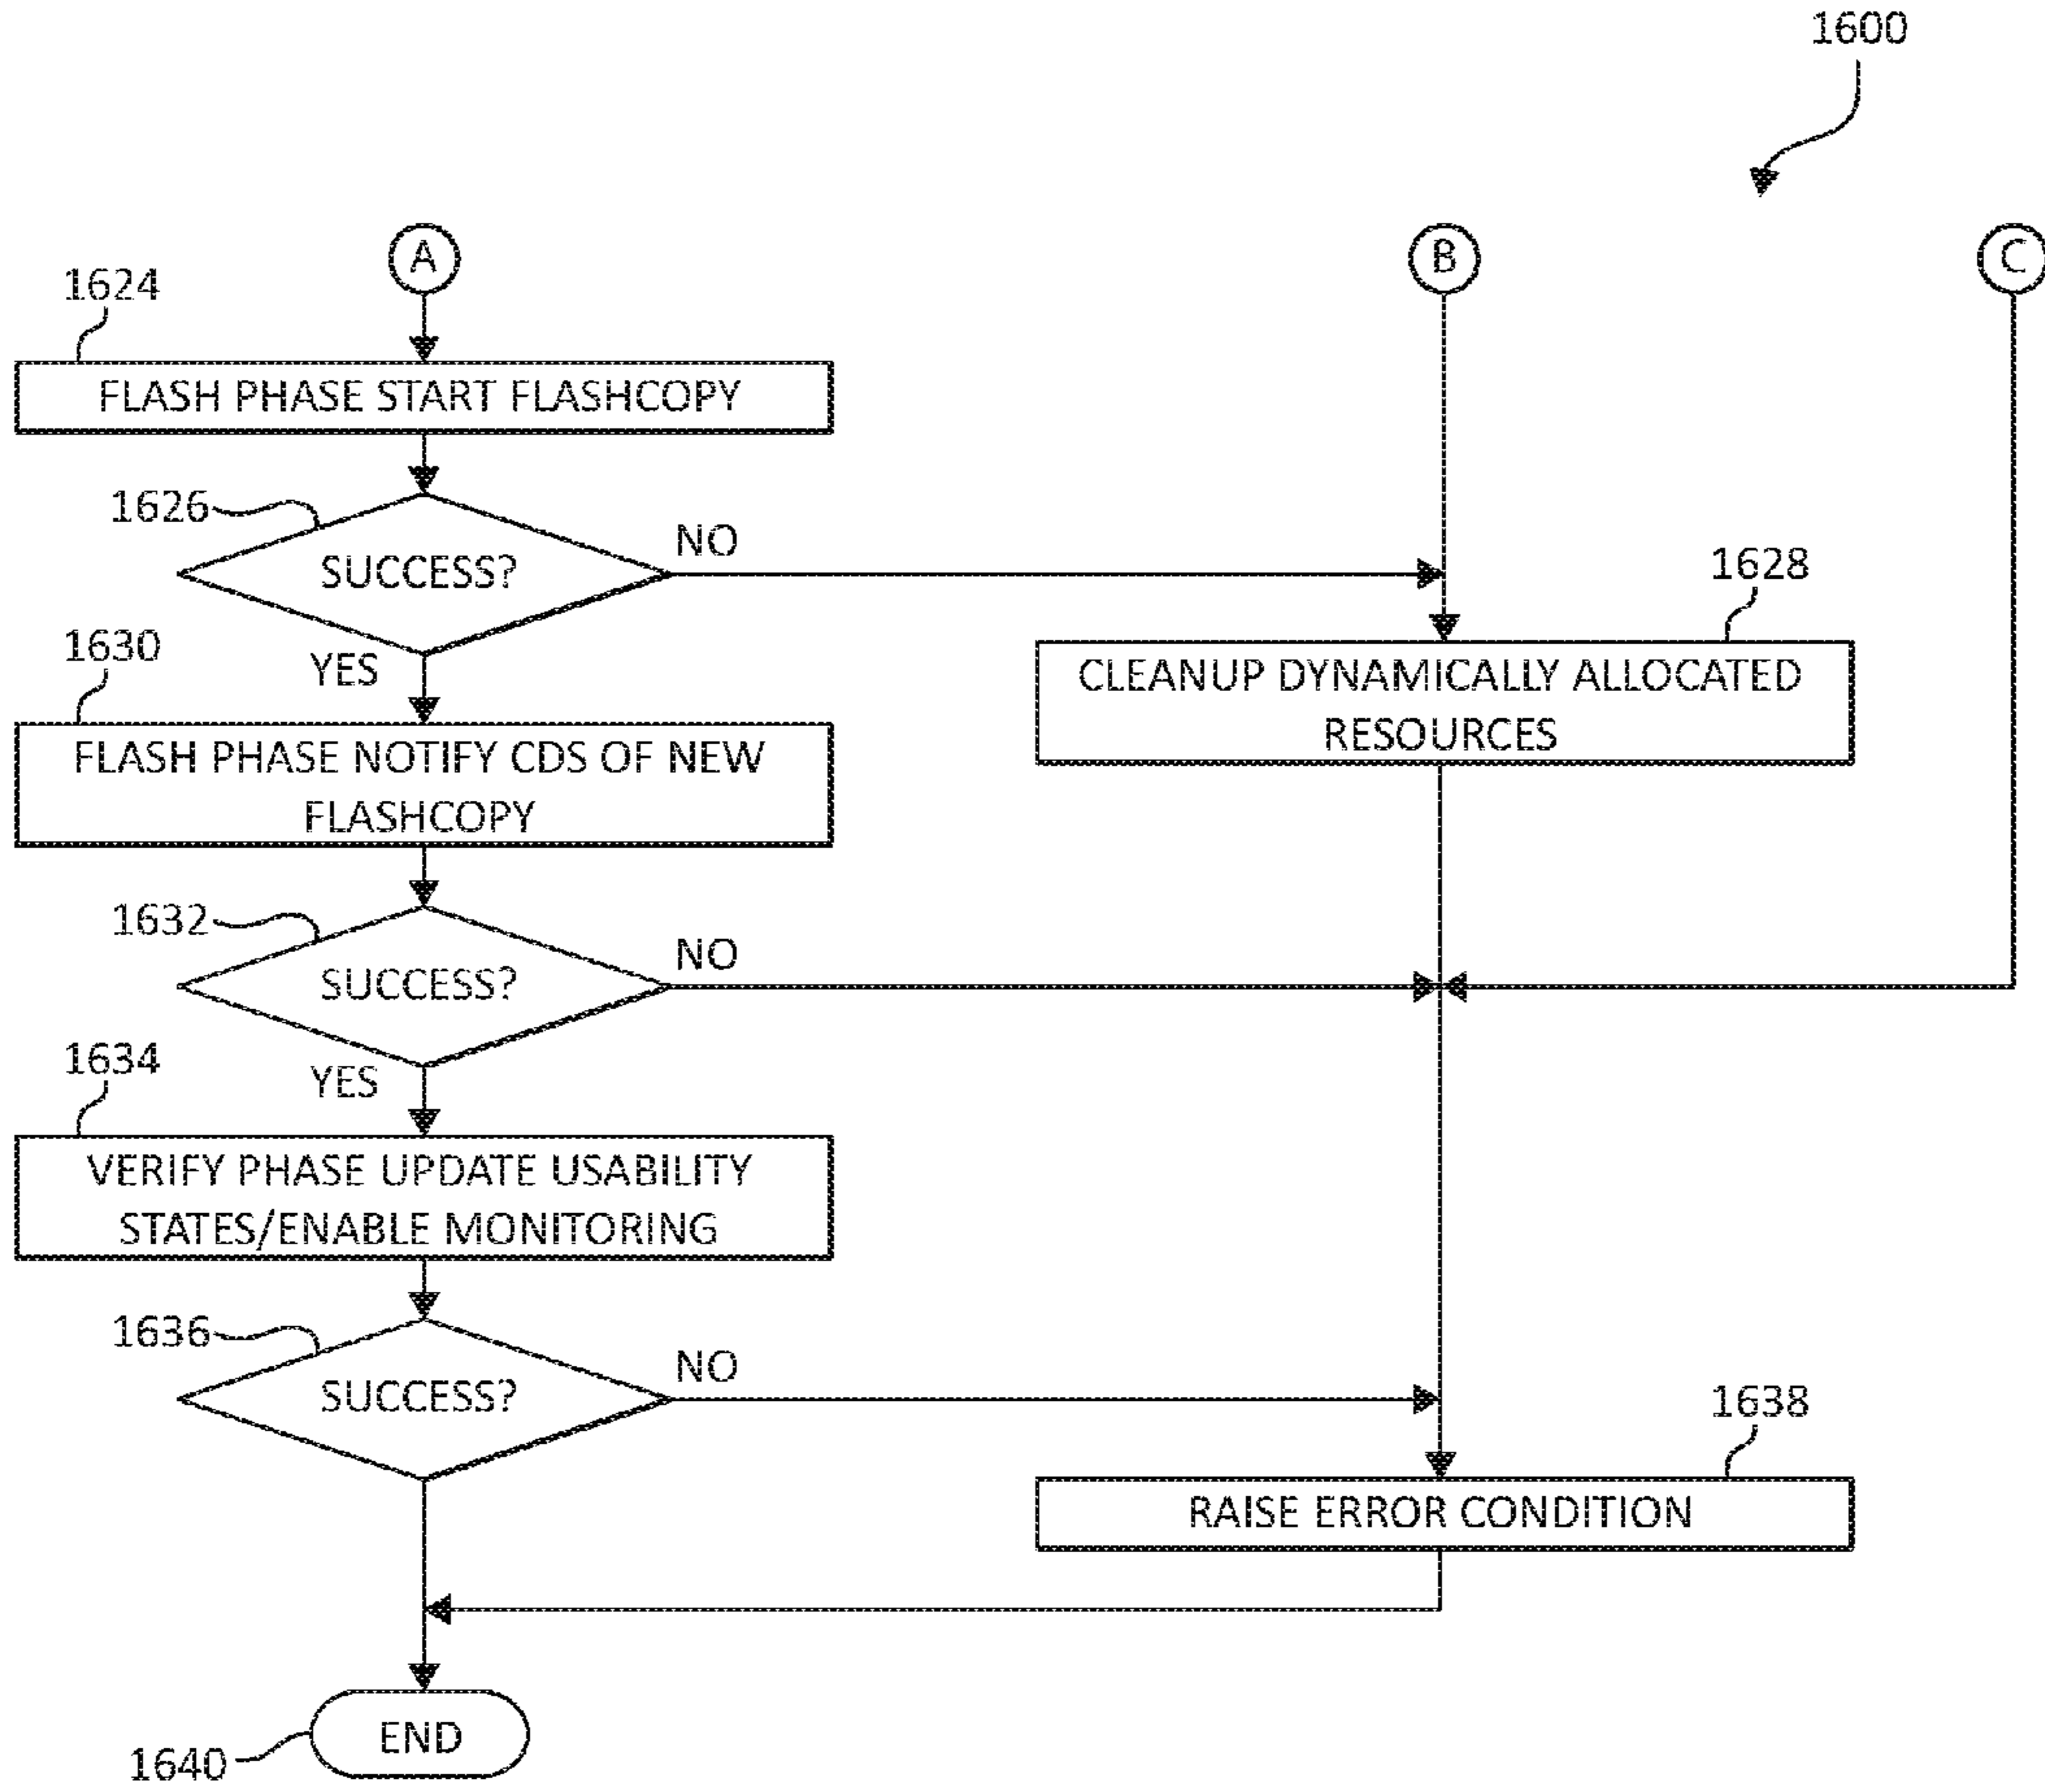 1600
A
B
C
1624
FLASH PHASE START FLASHCOPY
1626
SUCCESS?
NO
YES
1628
CLEANUP DYNAMICALLY ALLOCATED
RESOURCES
1630
FLASH PHASE NOTIFY CDS OF NEW
FLASHCOPY
1632
SUCCESS?
NO
YES
1634
VERIFY PHASE UPDATE USABILITY
STATES/ENABLE MONITORING
1636
SUCCESS?
NO
1638
RAISE ERROR CONDITION
END
1640